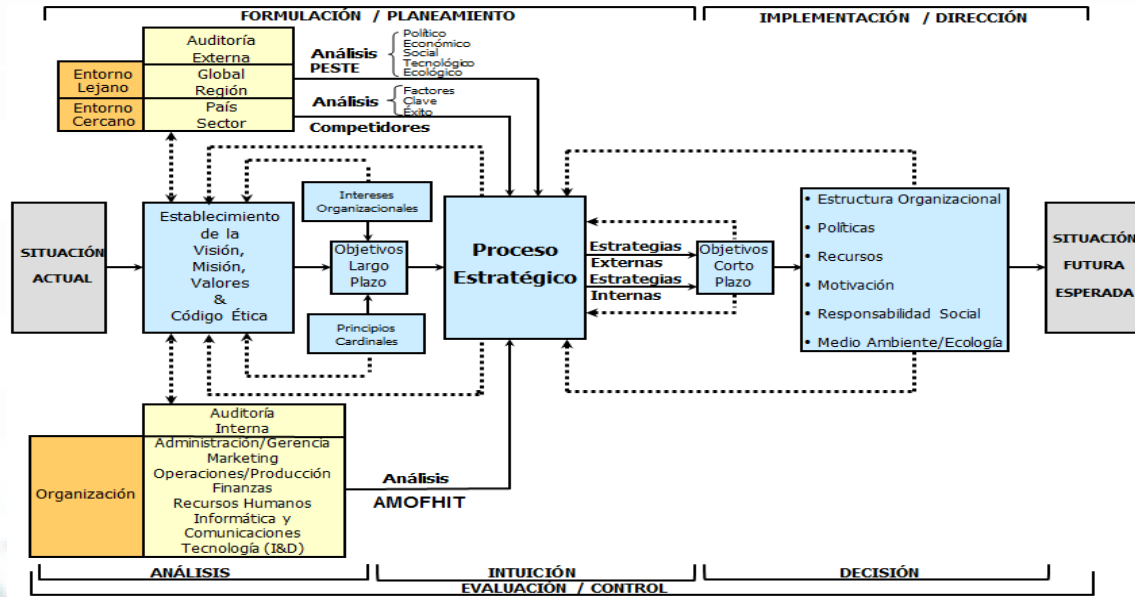 FORMULACIÓN / PLANEAMIENTO
IMPLEMENTACIÓN / DIRECCIÓN
Auditoría
Externa
Entorno
Lejano
Global
Región
Entorno
Cercano
País
Sector
Análisis
PESTE
Político
Económico
Social
Tecnológico
Ecológico
Análisis
Competidores
Factores
Clave
Éxito
SITUACIÓN
ACTUAL
Establecimiento
de la
Visión,
Misión,
Valores
&
Código Ética
Intereses
Organizacionales
Objetivos
Largo
Plazo
Principios
Cardinales
Proceso
Estratégico
Estrategias
Externas
Estrategias
Internas
Objetivos
Corto
Plazo
• Estructura Organizacional
• Políticas
• Recursos
• Motivación
• Responsabilidad Social
• Medio Ambiente/Ecología
SITUACIÓN
FUTURA
ESPERADA
Auditoría
Interna
Organización
Administración/Gerencia
Marketing
Operaciones/Producción
Finanzas
Recursos Humanos
Informática y
Comunicaciones
Tecnología (I&D)
Análisis
AMOFHIT
ANÁLISIS
INTUICIÓN
DECISIÓN
EVALUACIÓN / CONTROL